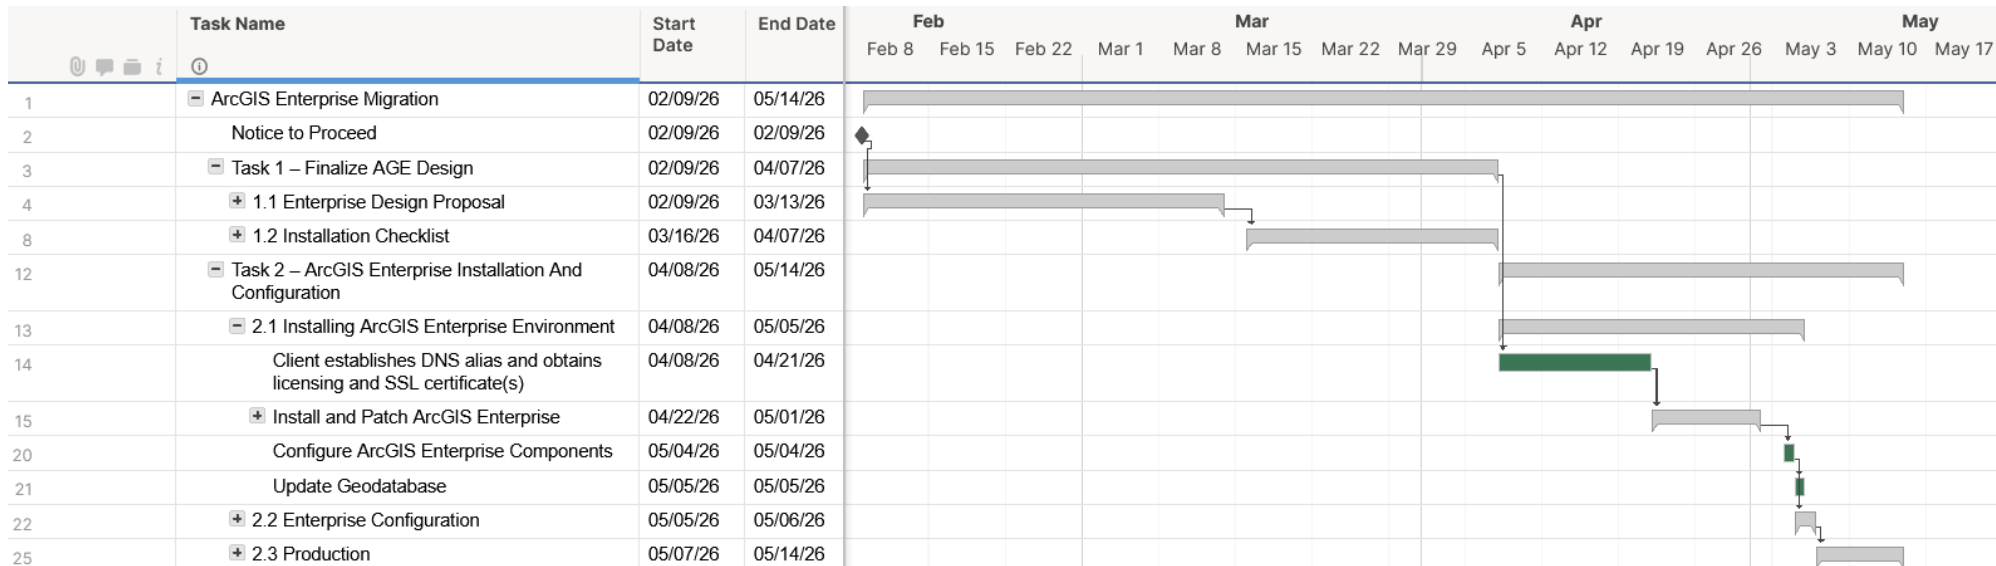 Task Name Start Date End Date Feb Mar Apr May
Feb 8 Feb 15 Feb 22 Mar 1 Mar 8 Mar 15 Mar 22 Mar 29 Apr 5 Apr 12 Apr 19 Apr 26 May 3 May 10 May 17
1 ArcGIS Enterprise Migration 02/09/26 05/14/26
2 Notice to Proceed 02/09/26 02/09/26
3 Task 1 – Finalize AGE Design 02/09/26 04/07/26
4 1.1 Enterprise Design Proposal 02/09/26 03/13/26
8 1.2 Installation Checklist 03/16/26 04/07/26
12 Task 2 – ArcGIS Enterprise Installation And 04/08/26 05/14/26
Configuration
13 2.1 Installing ArcGIS Enterprise Environment 04/08/26 05/05/26
14 Client establishes DNS alias and obtains 04/08/26 04/21/26
licensing and SSL certificate(s)
15 Install and Patch ArcGIS Enterprise 04/22/26 05/01/26
20 Configure ArcGIS Enterprise Components 05/04/26 05/04/26
21 Update Geodatabase 05/05/26 05/05/26
22 2.2 Enterprise Configuration 05/05/26 05/06/26
25 2.3 Production 05/07/26 05/14/26